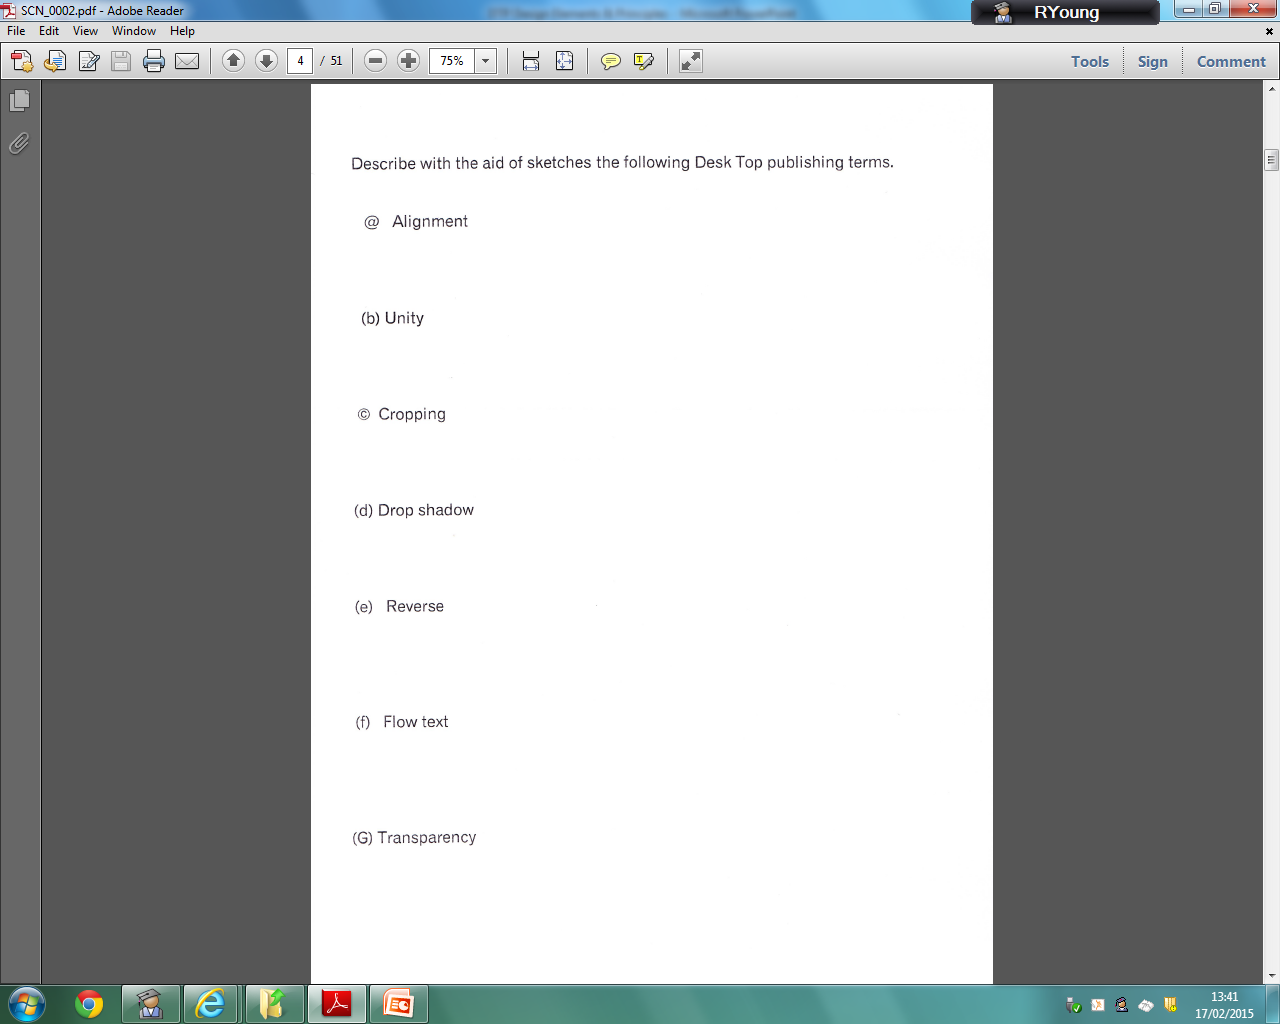 SCN_0002.pdf - Adobe Reader
RYoung
File Edit View Window Help
4 / 51
75%
Tools Sign Comment
Describe with the aid of sketches the following Desk Top publishing terms.
@ Alignment
(b) Unity
© Cropping
(d) Drop shadow
(e) Reverse
(f) Flow text
(G) Transparency
13:41
17/02/2015